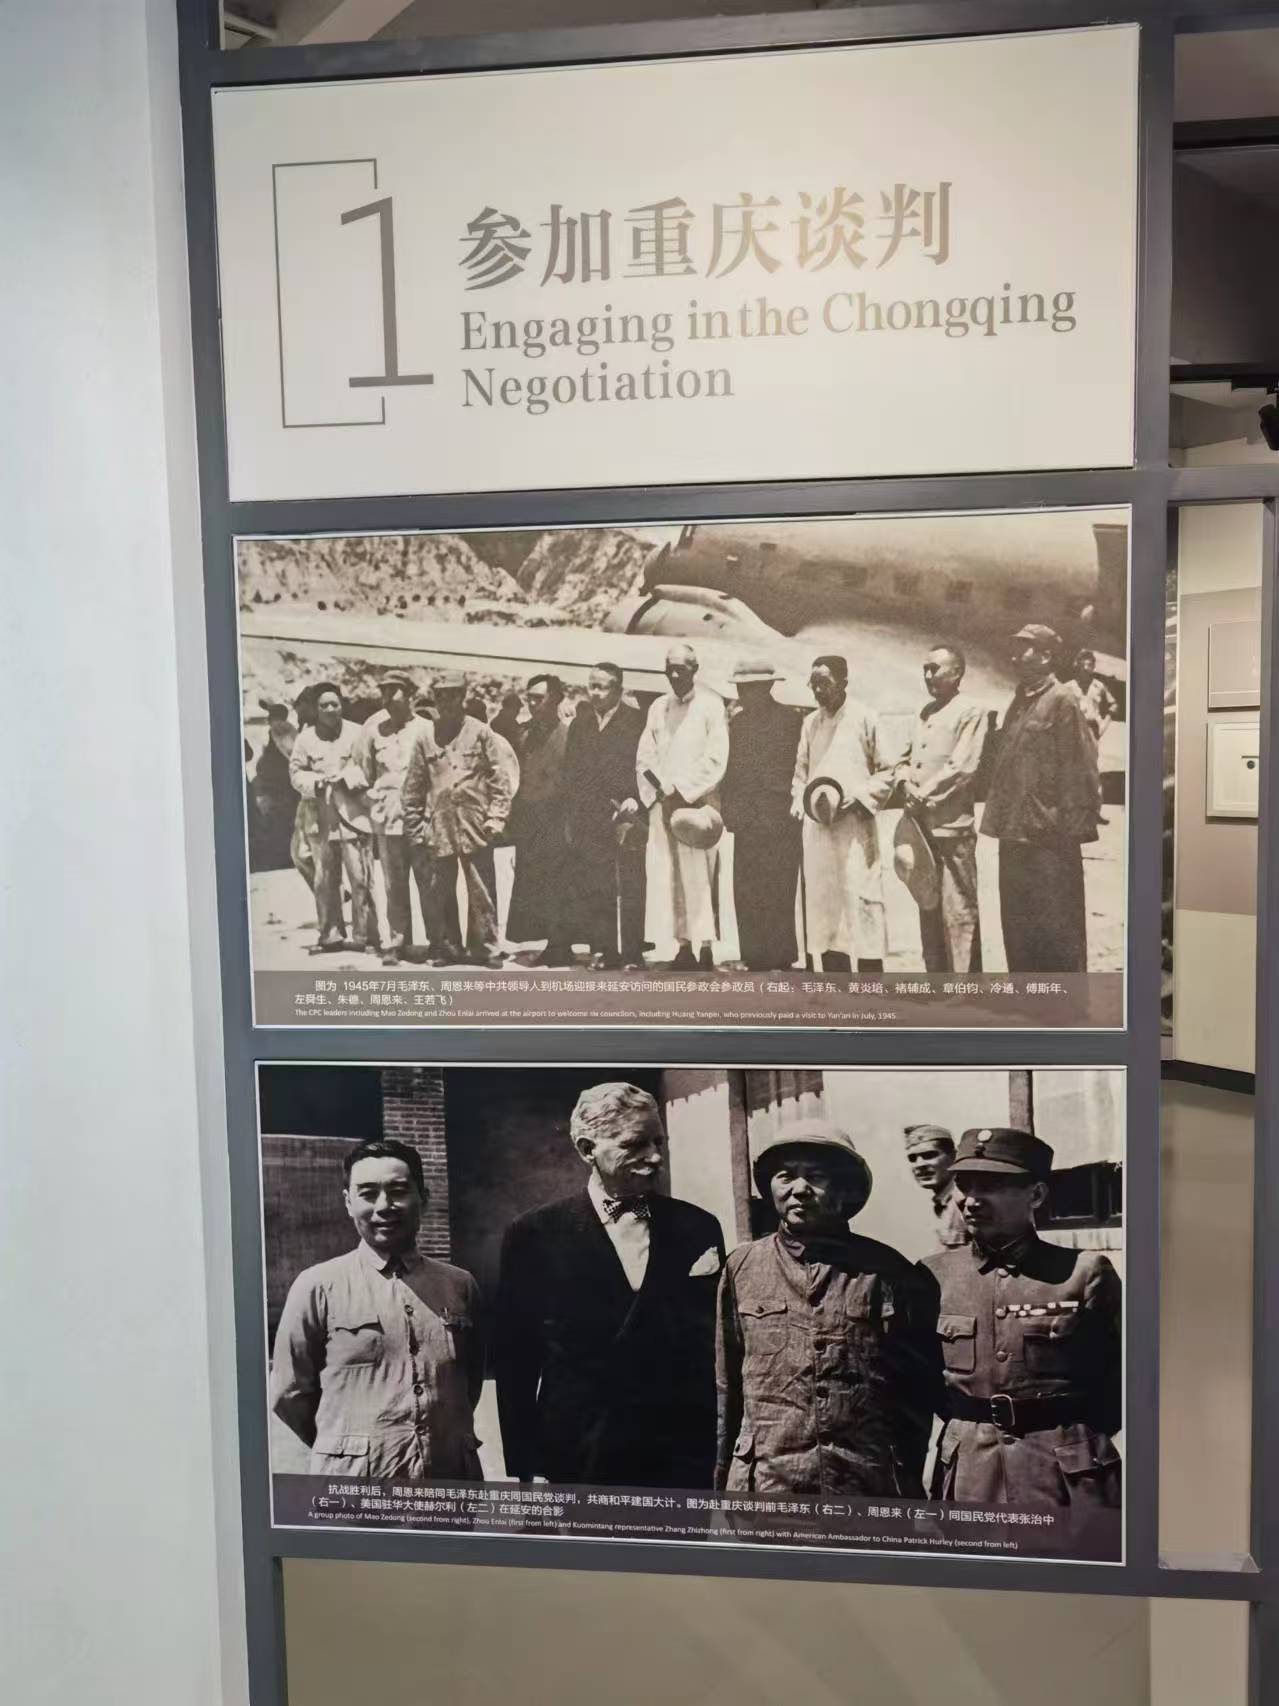 1
参加重庆谈判
Engaging in the Chongqing
Negotiation
图为 1945年7月毛泽东、周恩来等中共领导人到机场迎接来延安访问的国民参政会参政员（右起：毛泽东、黄炎培、褚辅成、章伯钧、冷遹、傅斯年、
左舜生、朱德、周恩来、王若飞）
The CPC leaders including Mao Zedong and Zhou Enlai arrived at the airport to welcome six councilors, including Huang Yanpei, who previously paid a visit to Yan'an in July, 1945
抗战胜利后，周恩来陪同毛泽东赴重庆同国民党谈判，共商和平建国大计。图为赴重庆谈判前毛泽东（右二）、周恩来（左一）同国民党代表张治中
（右一）、美国驻华大使赫尔利（左二）在延安的合影
A group photo of Mao Zedong (second from right), Zhou Enlai (first from left) and Kuomintang representative Zhang Zhizhong (first from right) with American Ambassador to China Patrick Hurley (second from left)